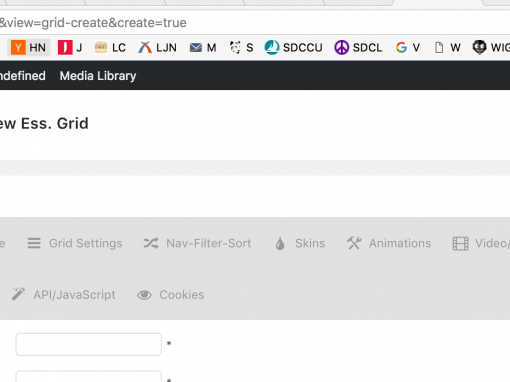 &view=grid-create&create=true
Y HN J J LC LJN M S SDCCU SDCL G V W WIG
ndefined Media Library
ew Ess. Grid
e Grid Settings Nav-Filter-Sort Skins Animations Video/
API/JavaScript Cookies
*
*